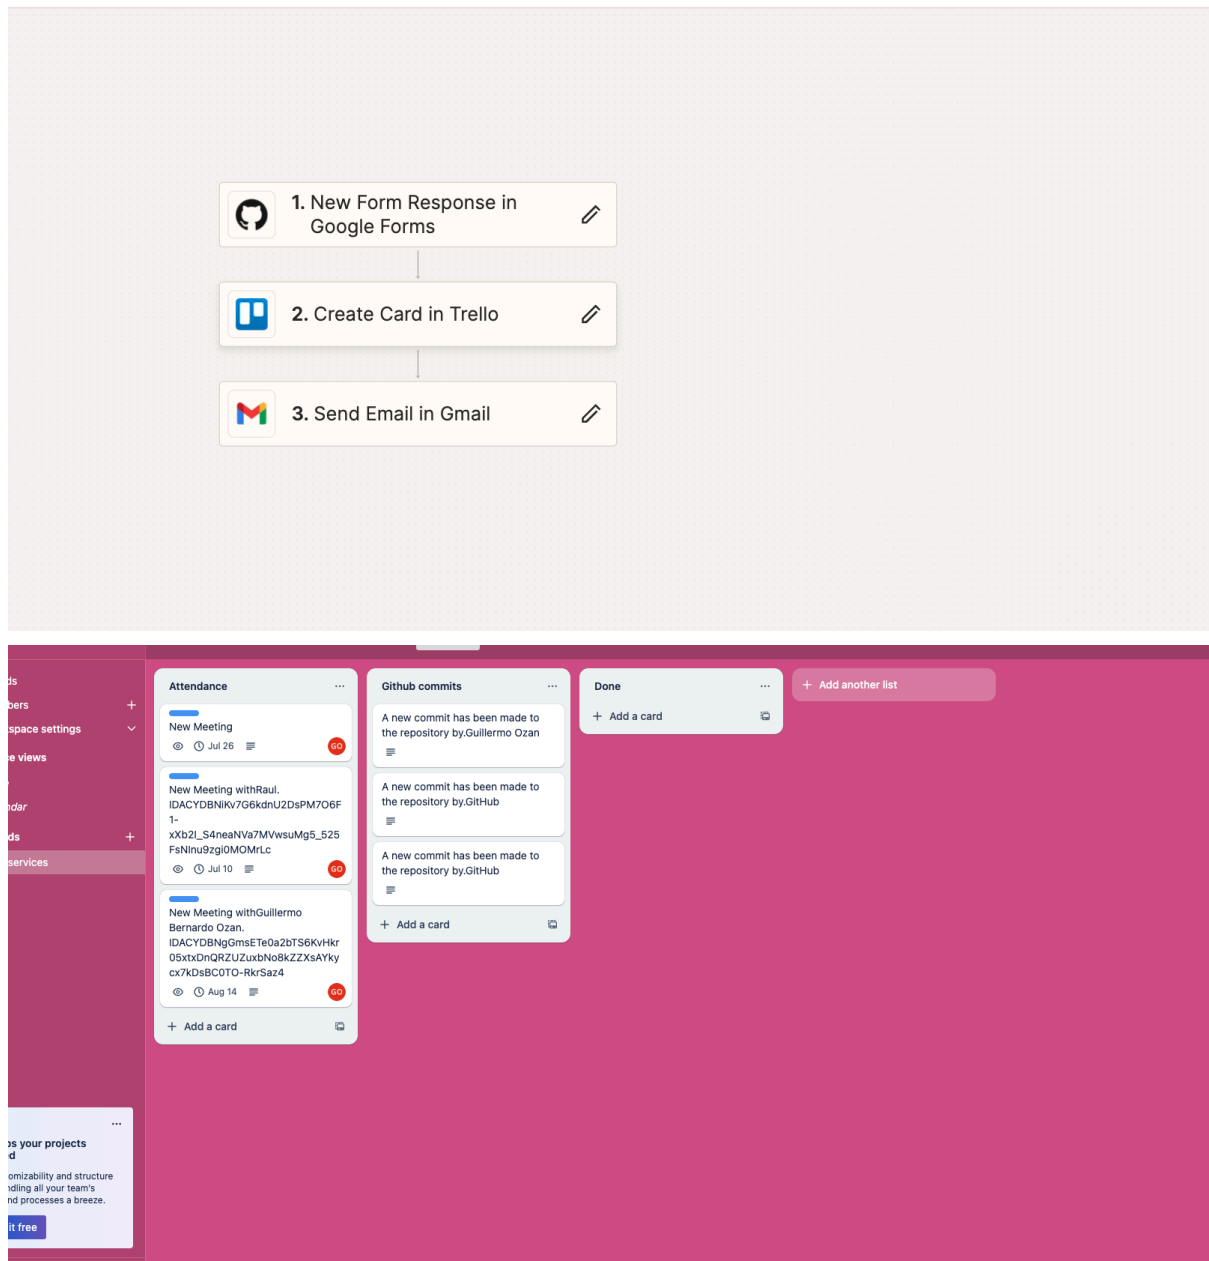 1. New Form Response in
Google Forms
2. Create Card in Trello
3. Send Email in Gmail
ds
bers
space settings
ce views
ndar
ds
services
Attendance
New Meeting
Jul 26
GO
New Meeting withRaul.
IDACYDBNiKv7G6kdnU2DsPM7O6F
1-
xXb2I_S4neaNVa7MVwsuMg5_525
FsNInu9zgi0MOMrLc
Jul 10
GO
New Meeting withGuillermo
Bernardo Ozan.
IDACYDBNgGmsETe0a2bTS6KvHkr
05xtxDnQRZUZuxbNo8kZZXsAYky
cx7kDsBC0TO-RkrSaz4
Aug 14
GO
+ Add a card
Github commits
A new commit has been made to
the repository by.Guillermo Ozan
A new commit has been made to
the repository by.GitHub
A new commit has been made to
the repository by.GitHub
+ Add a card
Done
+ Add a card
+ Add another list
os your projects
d
omizability and structure
ndling all your team's
nd processes a breeze.
it free